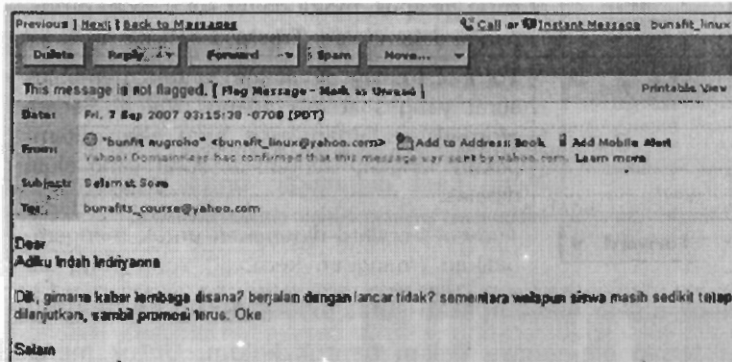 Previous | Next | Back to Messages Call or Instant Message bunafit_linux
Delete Reply Forward Spam Move...
This message is not flagged. [ Flag Message - Mark as Unread ] Printable View
Date: Fri, 7 Sep 2007 03:15:38 -0700 (PDT)
From: "bunfit nugroho" <bunafit_linux@yahoo.com> Add to Address Book Add Mobile Alert
Yahoo! DomainKeys has confirmed that this message was sent by yahoo.com. Learn more
Subject: Selamat Sore
To: bunafits_course@yahoo.com
Dear
Adiku Indah Indriyanna
Dik, gimana kabar lembaga disana? berjalan dengan lancar tidak? sementara walapun siswa masih sedikit tetap
dilanjutkan, sambil promosi terus. Oke
Salam